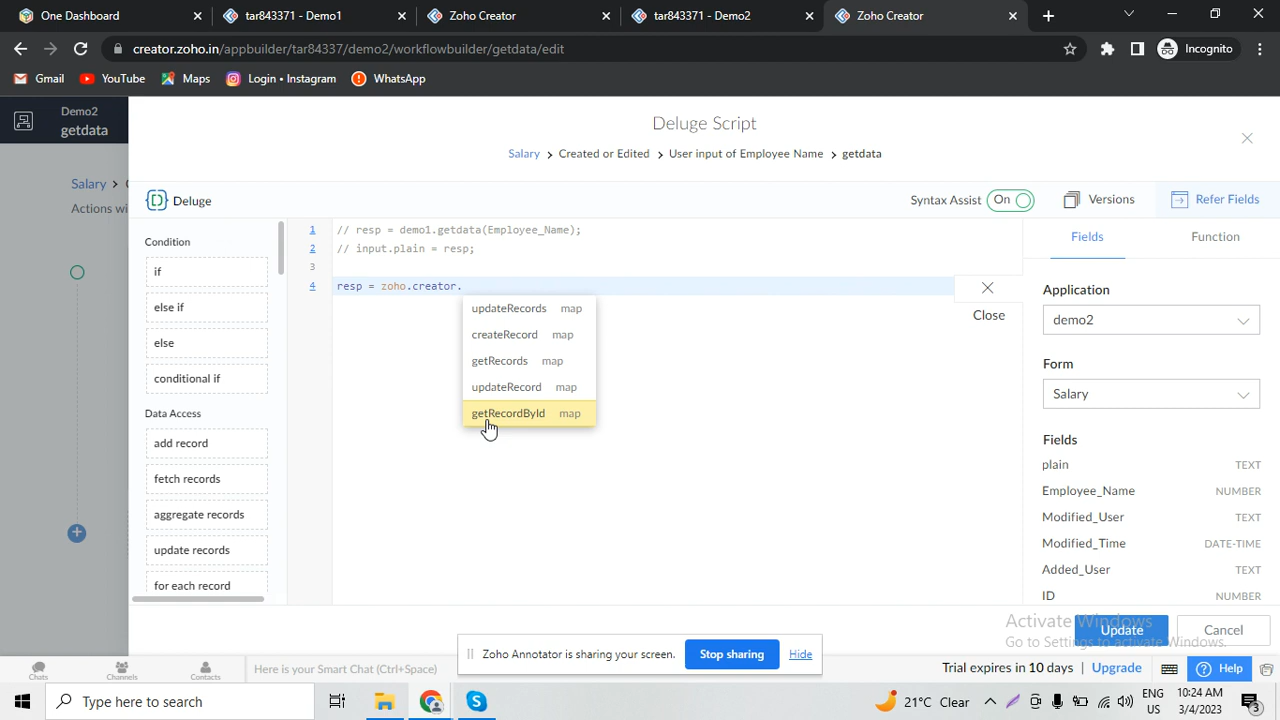 One Dashboard
tar843371 - Demo1
Zoho Creator
tar843371 - Demo2
Zoho Creator
creator.zoho.in/appbuilder/tar84337/demo2/workflowbuilder/getdata/edit
Incognito
Gmail
YouTube
Maps
Login • Instagram
WhatsApp
Demo2
getdata
Deluge Script
Salary > Created or Edited > User input of Employee Name > getdata
Salary >
Actions wi
Deluge
Syntax Assist On
Versions
Refer Fields
Condition
if
else if
else
conditional if
Data Access
add record
fetch records
aggregate records
update records
for each record
1 // resp = demo1.getdata(Employee_Name);
2 // input.plain = resp;
3
4 resp = zoho.creator.
updateRecords map
createRecord map
getRecords map
updateRecord map
getRecordById map
Close
Fields
Function
Application
demo2
Form
Salary
Fields
plain TEXT
Employee_Name NUMBER
Modified_User TEXT
Modified_Time DATE-TIME
Added_User TEXT
ID NUMBER
Update
Cancel
Activate Windows
Go to Settings to activate Windows.
Zoho Annotator is sharing your screen.
Stop sharing
Hide
Chats
Channels
Contacts
Here is your Smart Chat (Ctrl+Space)
Trial expires in 10 days
Upgrade
Help
Type here to search
21°C Clear
ENG
US
10:24 AM
3/4/2023
3